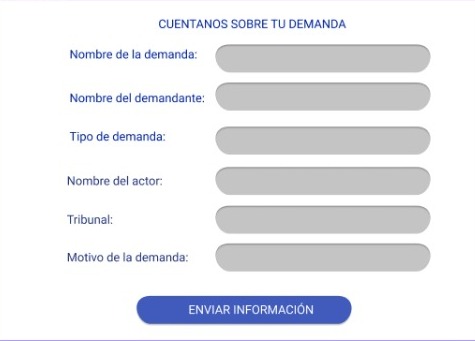 CUENTANOS SOBRE TU DEMANDA
Nombre de la demanda:
Nombre del demandante:
Tipo de demanda:
Nombre del actor:
Tribunal:
Motivo de la demanda:
ENVIAR INFORMACIÓN